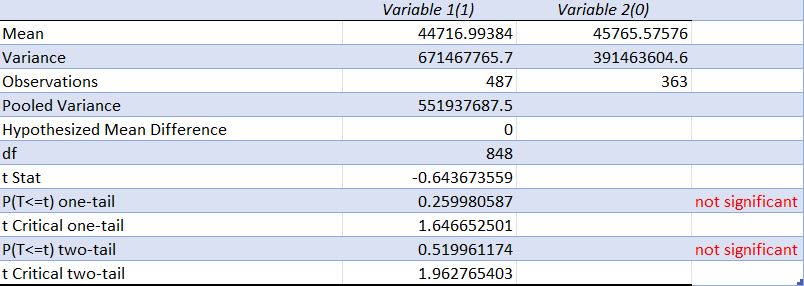 Variable 1(1) Variable 2(0)
Mean 44716.99384 45765.57576
Variance 671467765.7 391463604.6
Observations 487 363
Pooled Variance 551937687.5
Hypothesized Mean Difference 0
df 848
t Stat -0.643673559
P(T<=t) one-tail 0.259980587 not significant
t Critical one-tail 1.646652501
P(T<=t) two-tail 0.519961174 not significant
t Critical two-tail 1.962765403